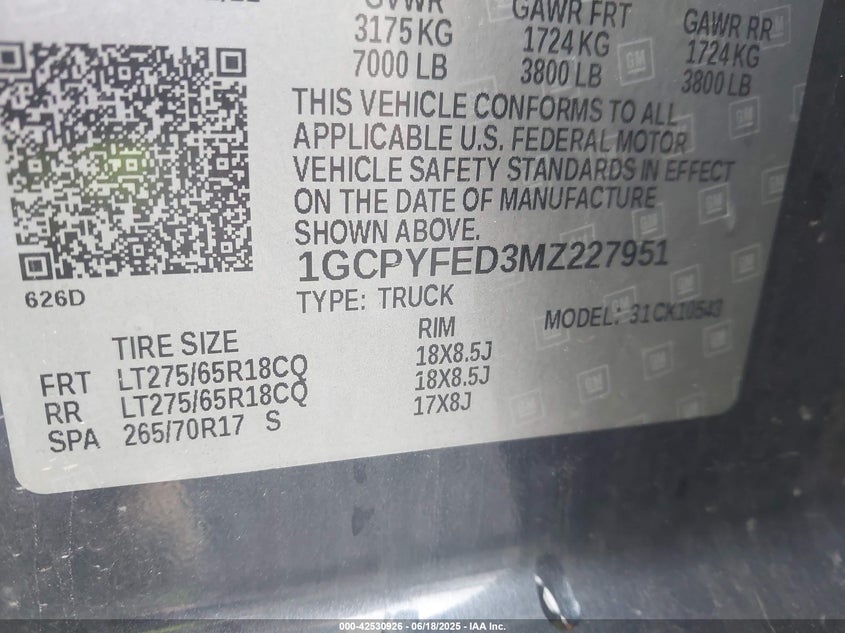 GVWR GAWR FRT GAWR RR
3175 KG 1724 KG 1724 KG
7000 LB 3800 LB 3800 LB
THIS VEHICLE CONFORMS TO ALL
APPLICABLE U.S. FEDERAL MOTOR
VEHICLE SAFETY STANDARDS IN EFFECT
ON THE DATE OF MANUFACTURE
SHOWN ABOVE.
1GCPYFED3MZ227951
626D
TYPE: TRUCK
MODEL: 31 CK10543
TIRE SIZE RIM
FRT LT275/65R18CQ 18X8.5J
RR LT275/65R18CQ 18X8.5J
SPA 265/70R17 S 17X8J
000-42530926 - 06/18/2025 - IAA Inc.